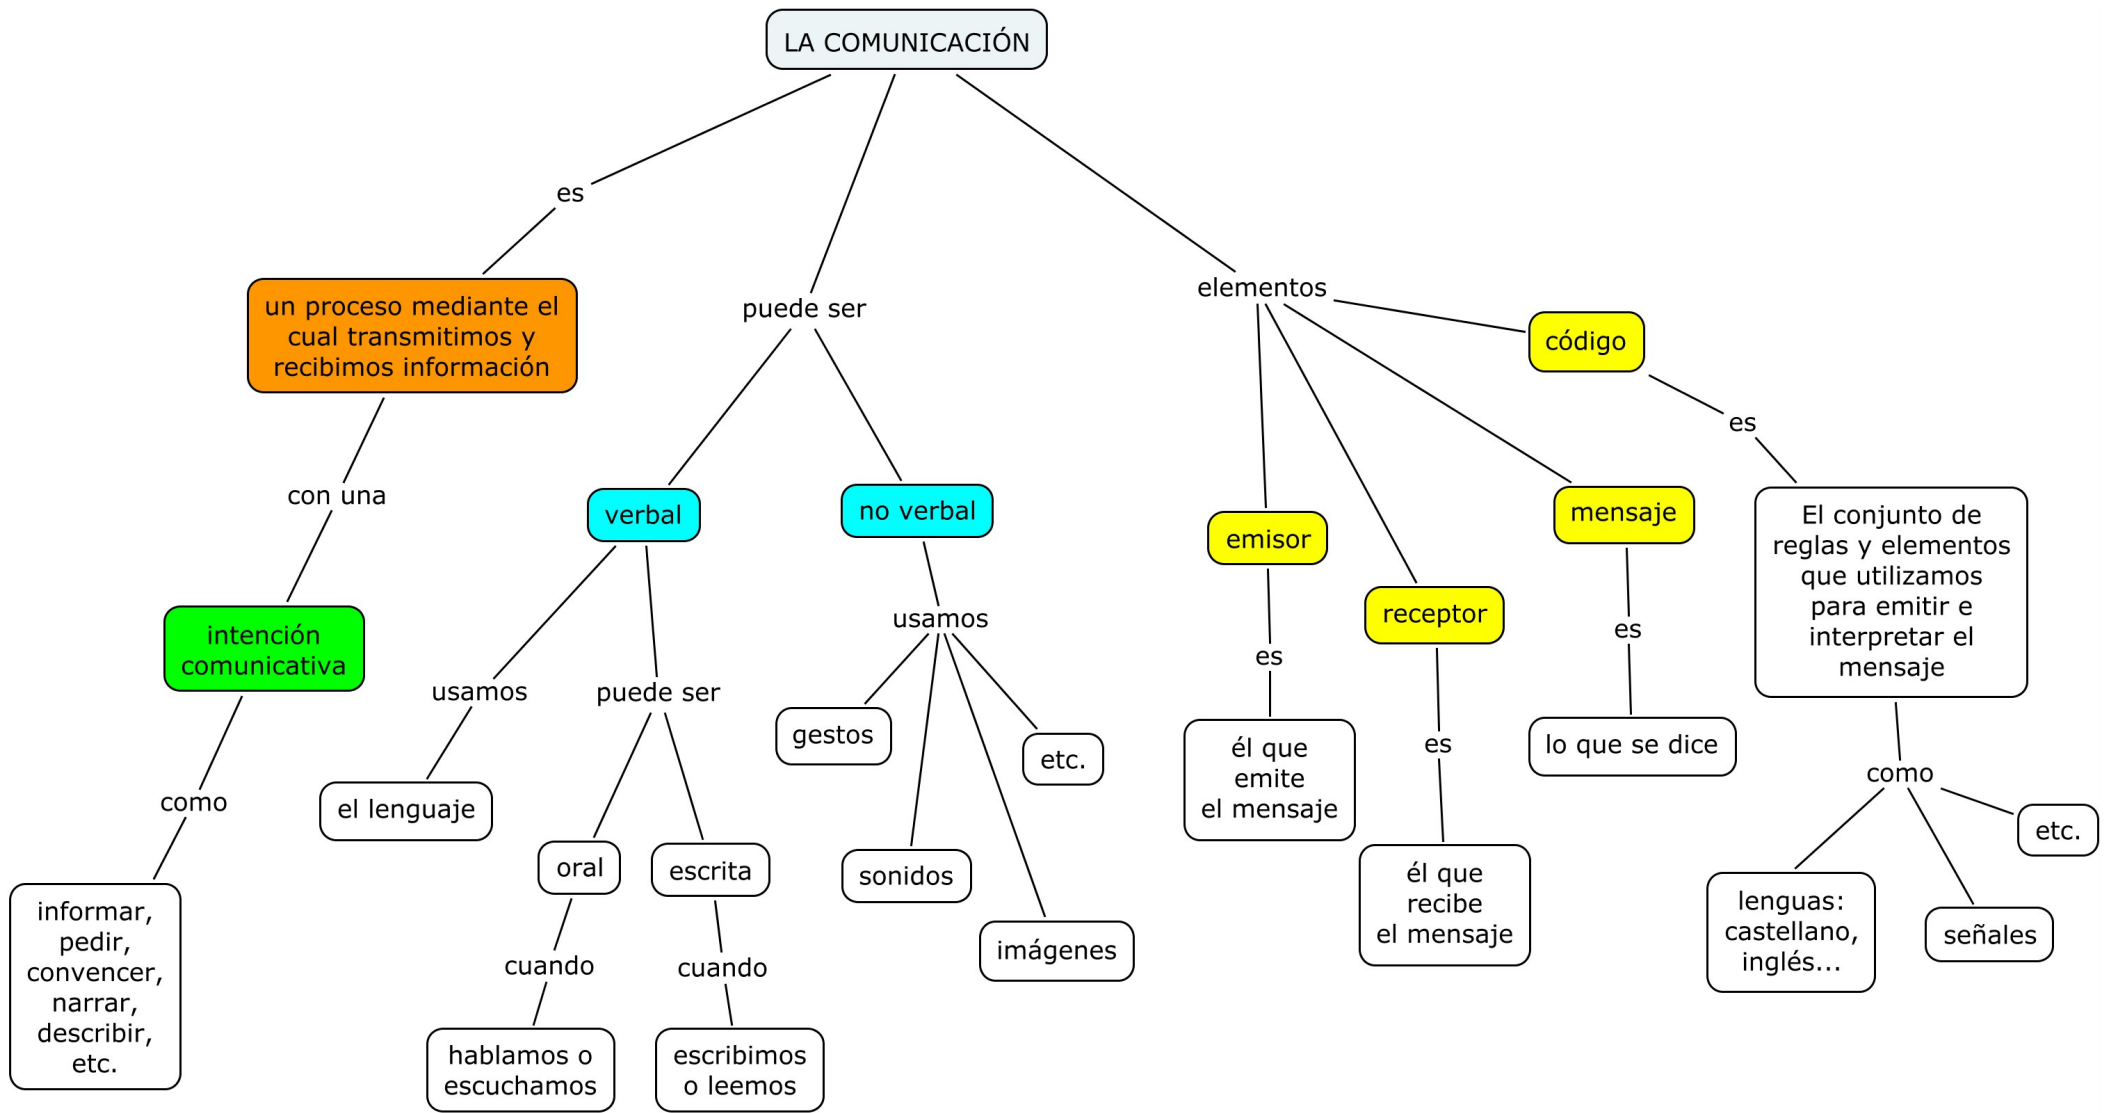 LA COMUNICACIÓN
es
un proceso mediante el
cual transmitimos y
recibimos información
con una
intención
comunicativa
como
informar,
pedir,
convencer,
narrar,
describir,
etc.
puede ser
verbal
usamos
el lenguaje
puede ser
oral
cuando
hablamos o
escuchamos
escrita
cuando
escribimos
o leemos
no verbal
usamos
gestos
sonidos
imágenes
etc.
elementos
emisor
es
él que
emite
el mensaje
receptor
es
él que
recibe
el mensaje
mensaje
es
lo que se dice
código
es
El conjunto de
reglas y elementos
que utilizamos
para emitir e
interpretar el
mensaje
como
lenguas:
castellano,
inglés...
señales
etc.